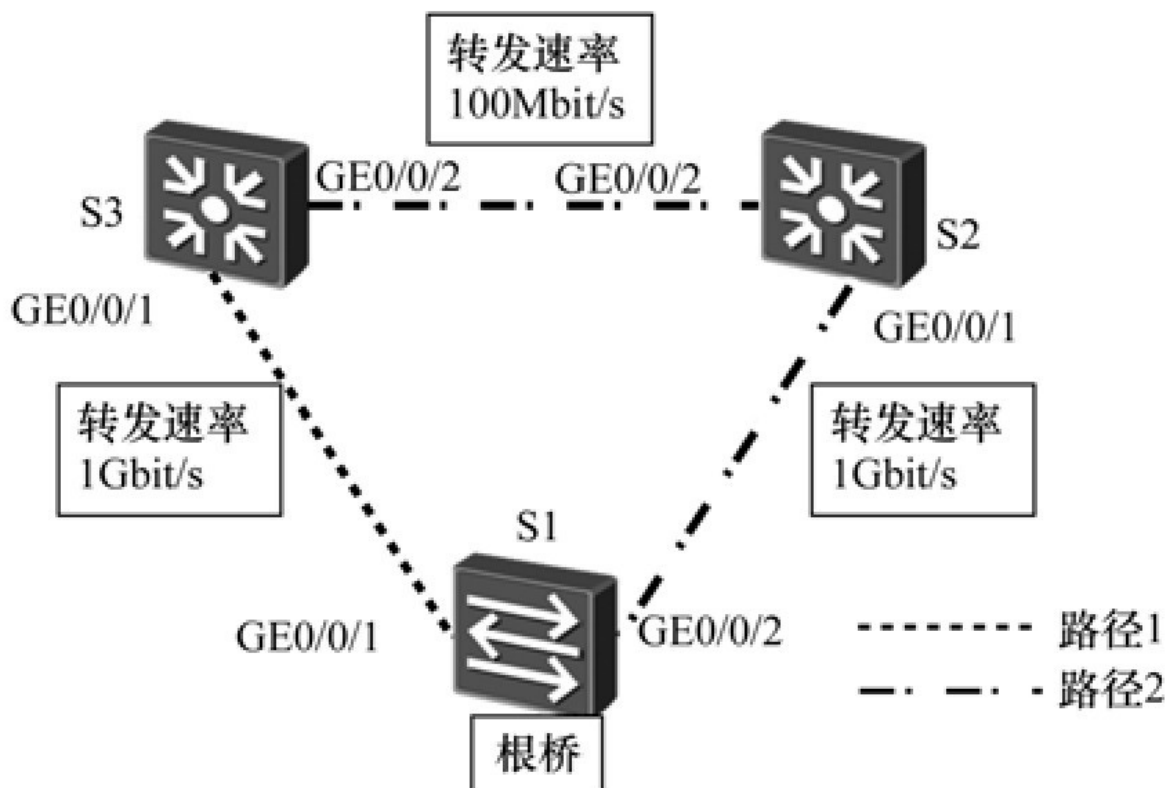 转发速率
100Mbit/s
GE0/0/2
GE0/0/2
S3
S2
GE0/0/1
GE0/0/1
转发速率
1Gbit/s
转发速率
1Gbit/s
S1
GE0/0/1
GE0/0/2
路径1
路径2
根桥